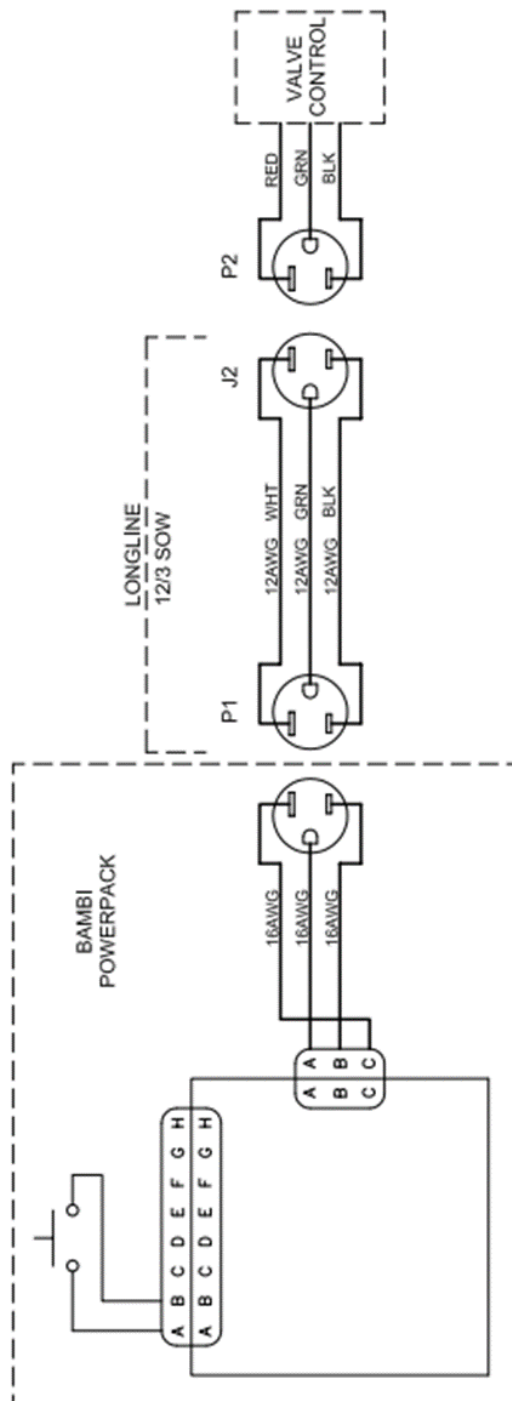 VALVE
CONTROL
RED
GRN
BLK
P2
J2
LONGLINE
12/3 SOW
12AWG WHT
12AWG GRN
12AWG BLK
P1
BAMBI
POWERPACK
16AWG
16AWG
16AWG
A B C
A B C
A B C D E F G H
A B C D E F G H